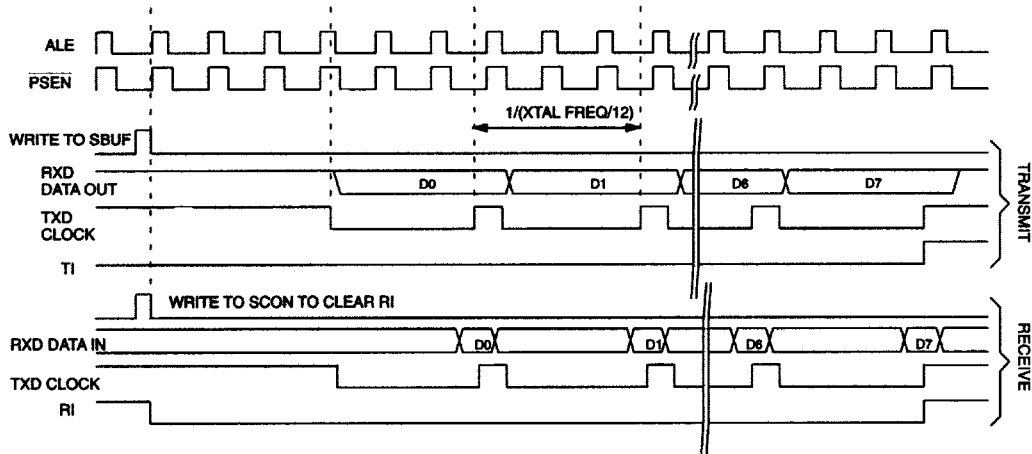 ALE
PSEN
1/(XTAL FREQ/12)
WRITE TO SBUF
RXD
DATA OUT
D0
D1
D6
D7
TXD
CLOCK
TI
TRANSMIT
WRITE TO SCON TO CLEAR RI
RXD DATA IN
D0
D1
D6
D7
TXD CLOCK
RI
RECEIVE